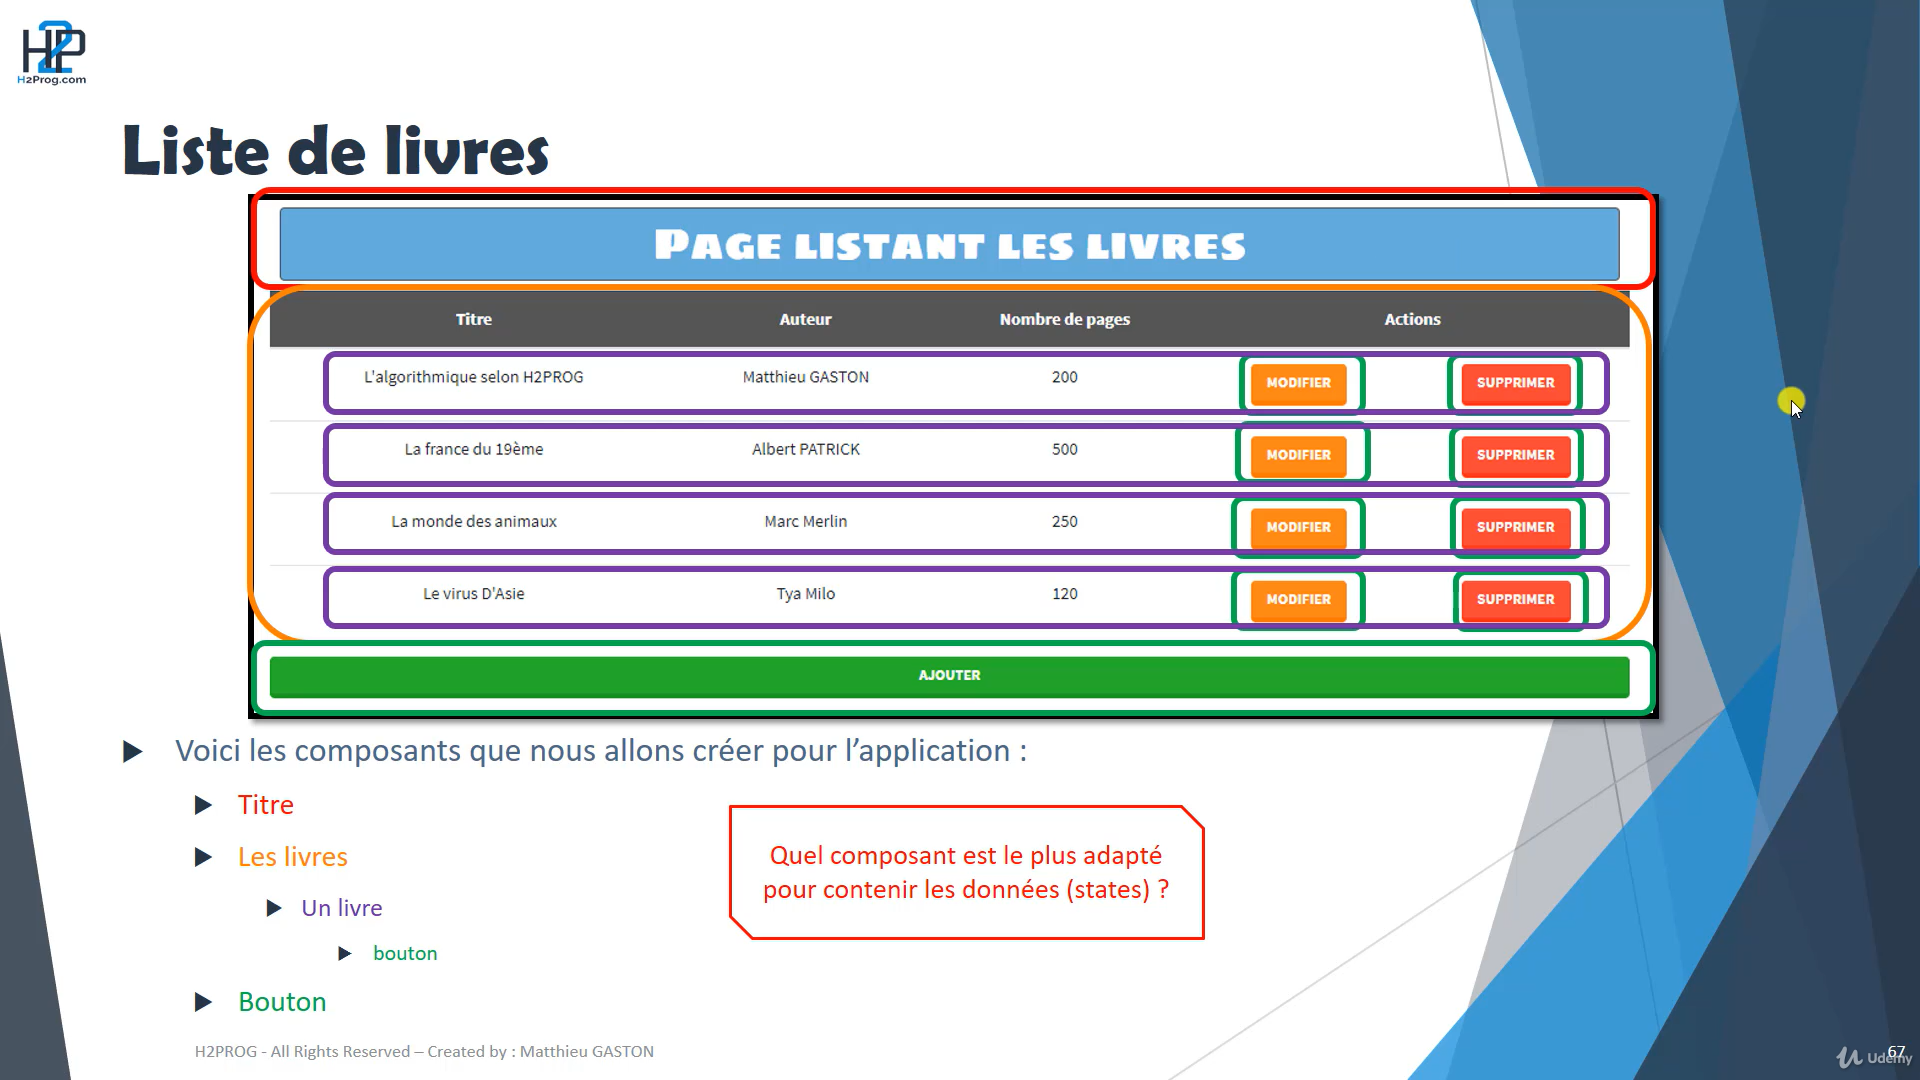 H2P
H2Prog.com
Liste de livres
Page listant les livres
Titre Auteur Nombre de pages Actions
L'algorithmique selon H2PROG Matthieu GASTON 200 MODIFIER SUPPRIMER
La france du 19ème Albert PATRICK 500 MODIFIER SUPPRIMER
La monde des animaux Marc Merlin 250 MODIFIER SUPPRIMER
Le virus D'Asie Tya Milo 120 MODIFIER SUPPRIMER
AJOUTER
Voici les composants que nous allons créer pour l’application :
Titre
Les livres
Un livre
bouton
Bouton
Quel composant est le plus adapté
pour contenir les données (states) ?
H2PROG - All Rights Reserved – Created by : Matthieu GASTON
67
Udemy